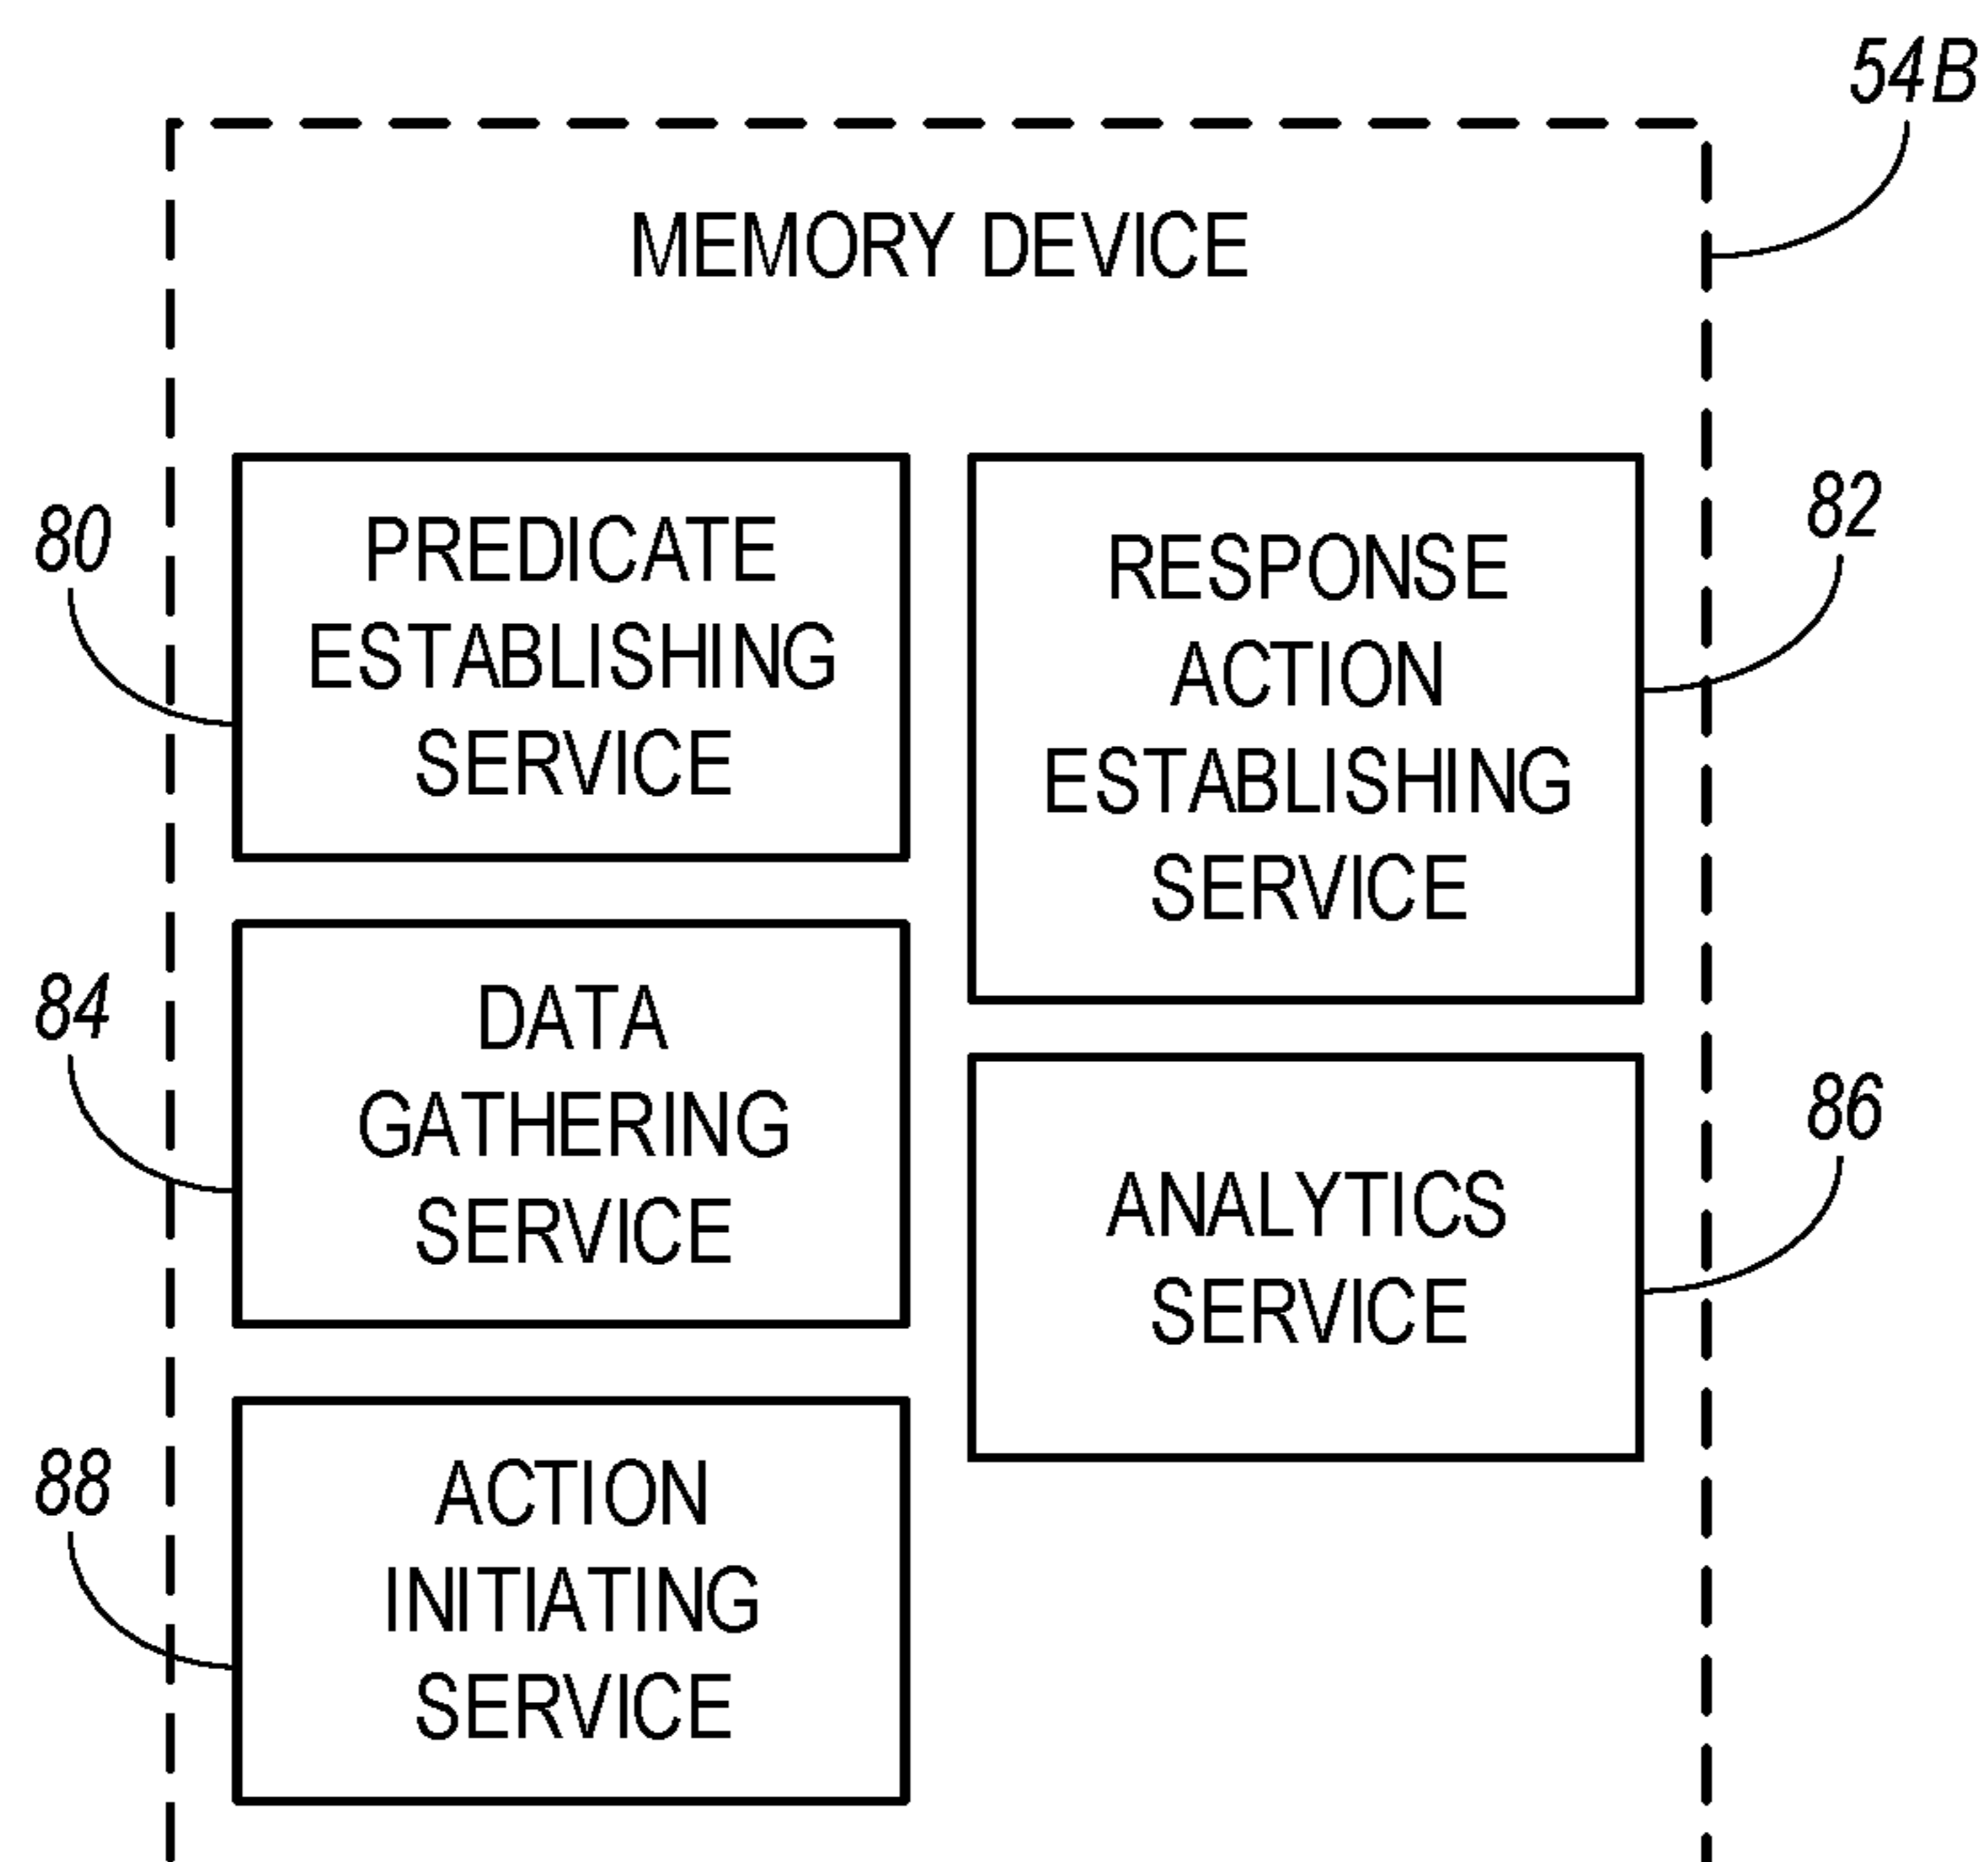 54B
MEMORY DEVICE
80
PREDICATE
ESTABLISHING
SERVICE
82
RESPONSE
ACTION
ESTABLISHING
SERVICE
84
DATA
GATHERING
SERVICE
86
ANALYTICS
SERVICE
88
ACTION
INITIATING
SERVICE